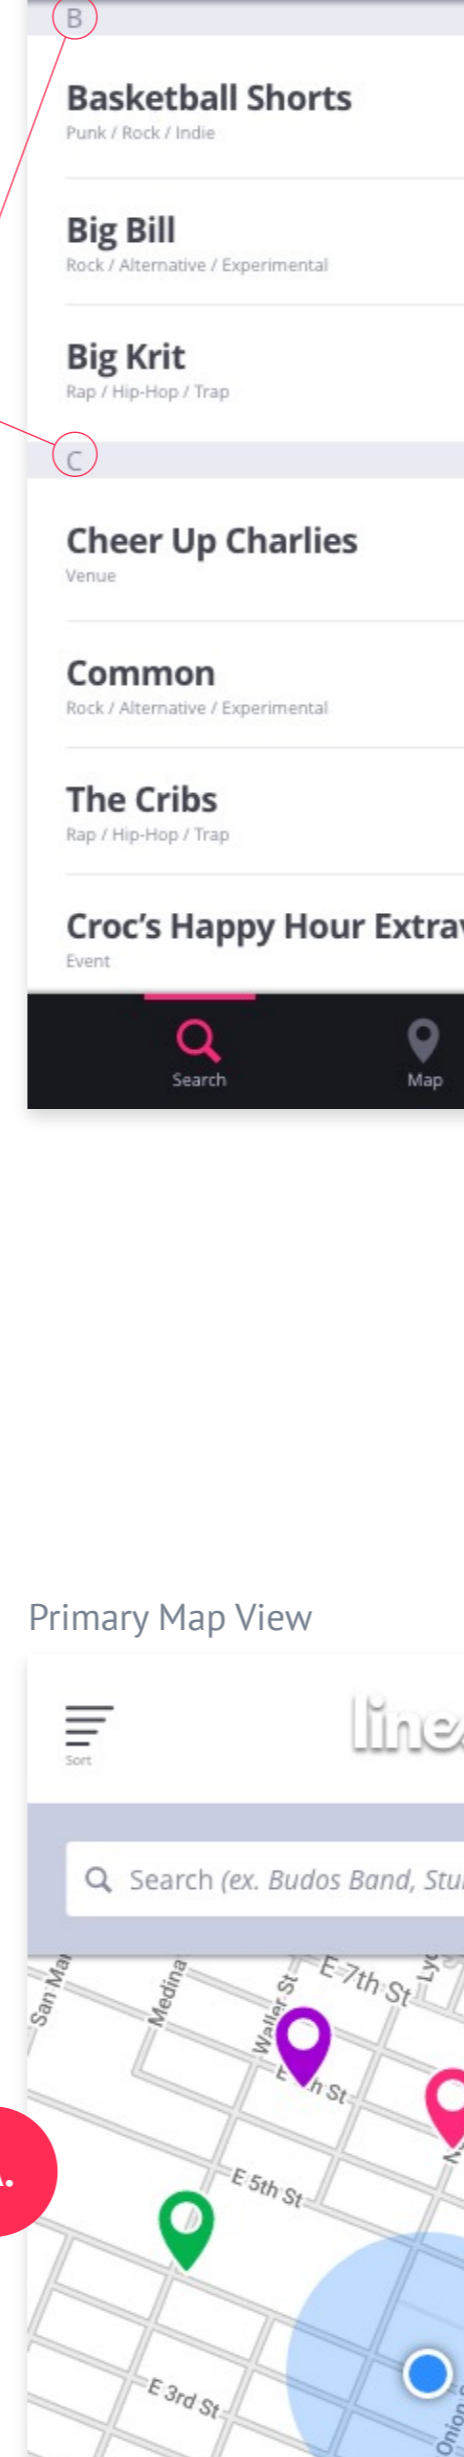 B
Basketball Shorts
Punk / Rock / Indie
Big Bill
Rock / Alternative / Experimental
Big Krit
Rap / Hip-Hop / Trap
C
Cheer Up Charlies
Venue
Common
Rock / Alternative / Experimental
The Cribs
Rap / Hip-Hop / Trap
Croc's Happy Hour
Event
Search
Map
Primary Map View
Sort
Search (ex. Budos Band,
Medina
Waller St
E 7th St
E 5th St
E 3rd St